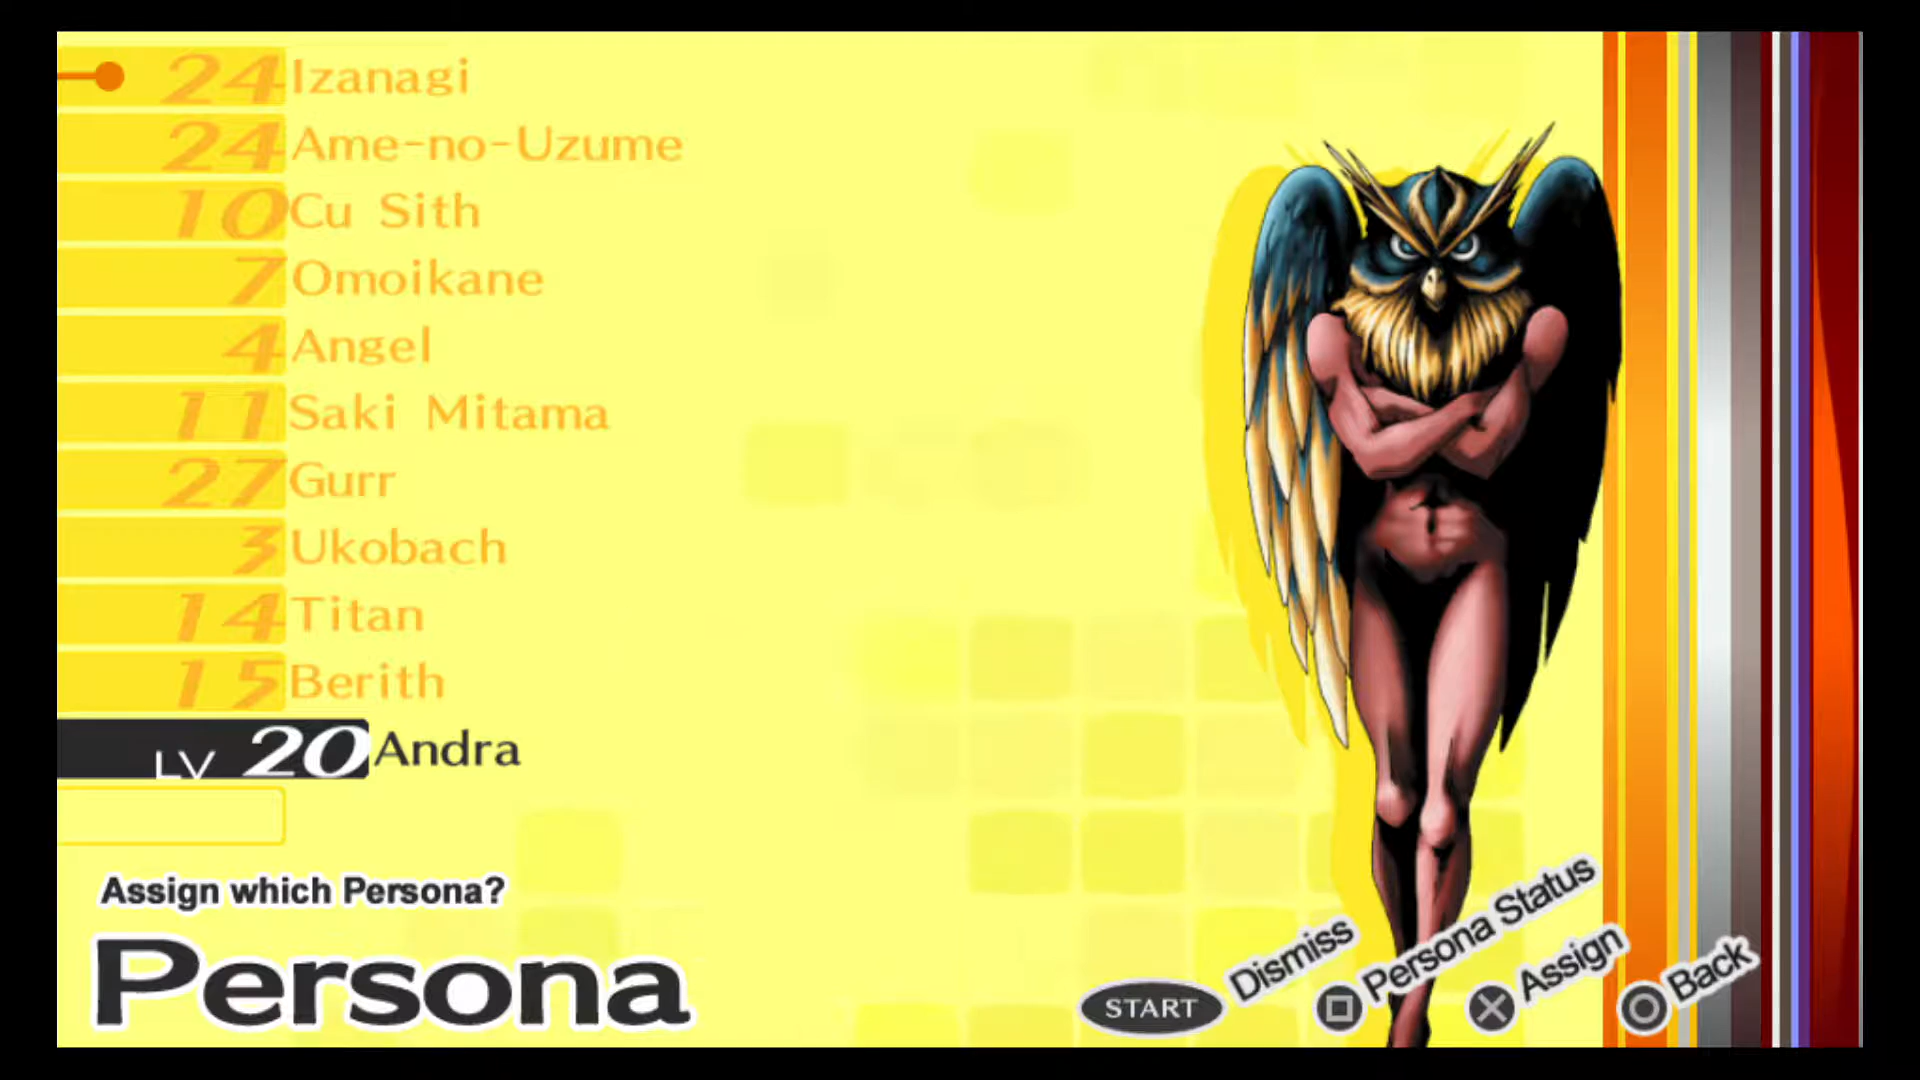 24 Izanagi
24 Ame-no-Uzume
10 Cu Sith
7 Omoikane
4 Angel
11 Saki Mitama
27 Gurr
3 Ukobach
14 Titan
15 Berith
LV 20 Andra
Assign which Persona?
Persona
START Dismiss Persona Status Assign Back